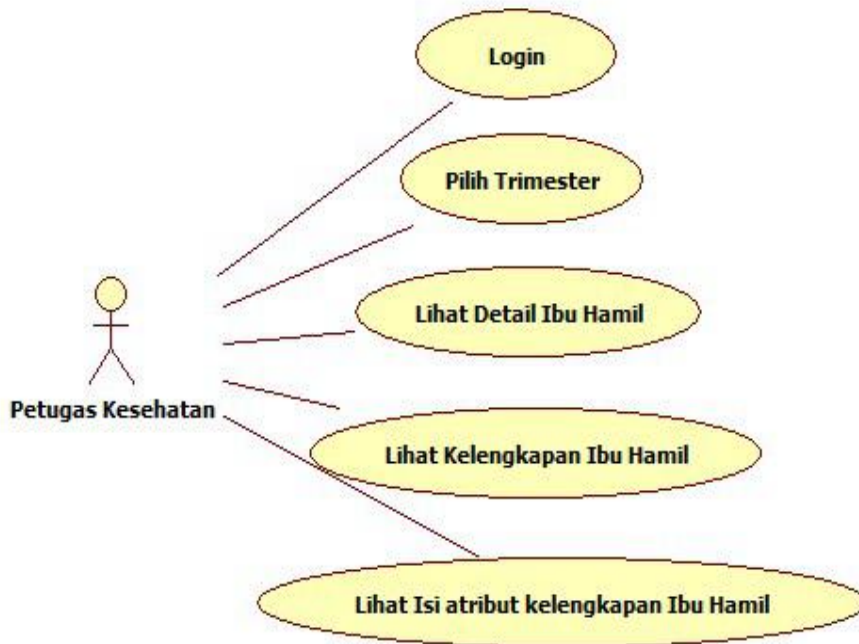 Login
Pilih Trimester
Lihat Detail Ibu Hamil
Petugas Kesehatan
Lihat Kelengkapan Ibu Hamil
Lihat Isi atribut kelengkapan Ibu Hamil